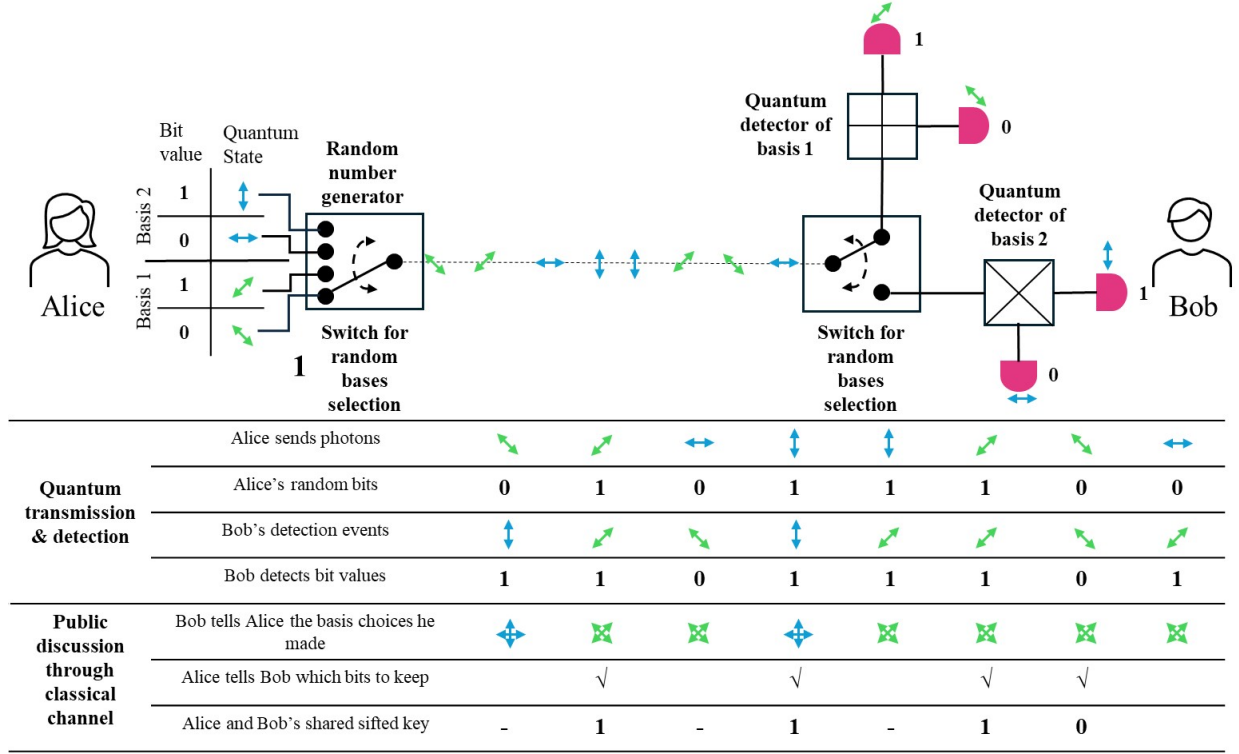 1
Quantum
detector of
basis 1
0
Bit
value
Quantum
State
Random
number
generator
Quantum
detector of
basis 2
Basis 2
1
0
Basis 1
1
0
Alice
1
Switch for
random
bases
selection
Switch for
random
bases
selection
1
0
Bob
Quantum
transmission
& detection
Alice sends photons
Alice’s random bits 0 1 0 1 1 1 0 0
Bob’s detection events
Bob detects bit values 1 1 0 1 1 1 0 1
Public
discussion
through
classical
channel
Bob tells Alice the basis choices he
made
Alice tells Bob which bits to keep √ √ √ √
Alice and Bob’s shared sifted key - 1 - 1 - 1 0